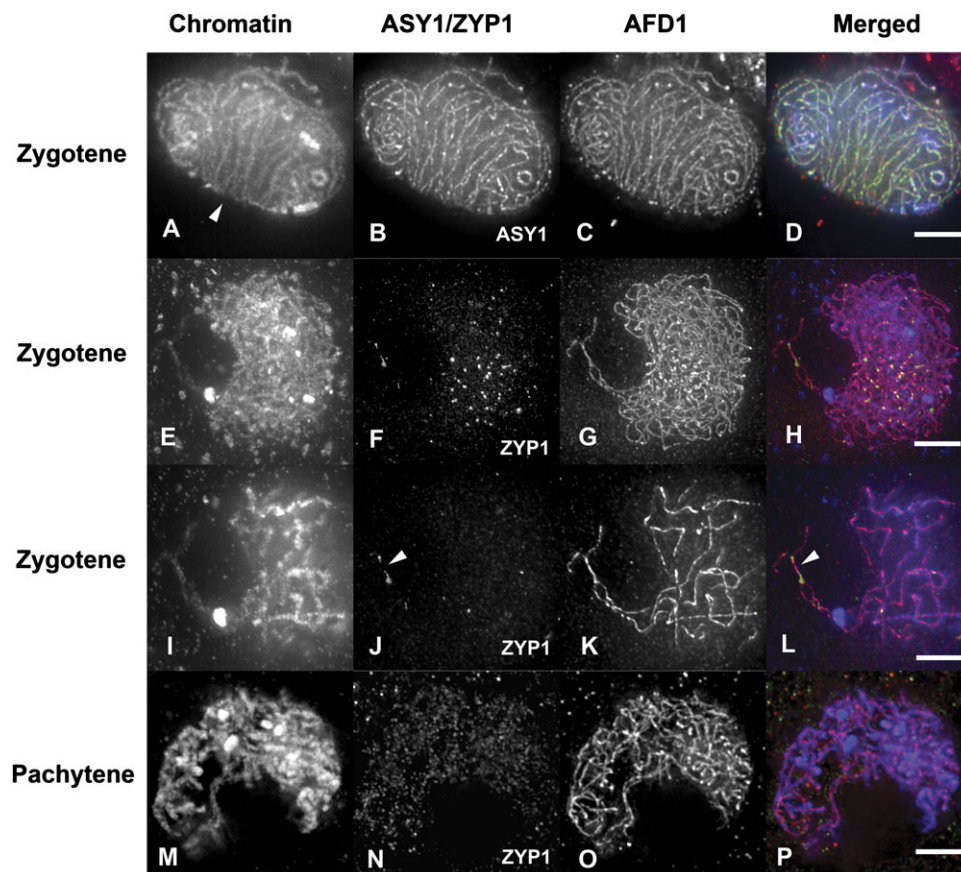 Chromatin ASY1/ZYP1 AFD1 Merged
Zygotene
A B ASY1 C D
Zygotene
E F ZYP1 G H
Zygotene
I J ZYP1 K L
Pachytene
M N ZYP1 O P